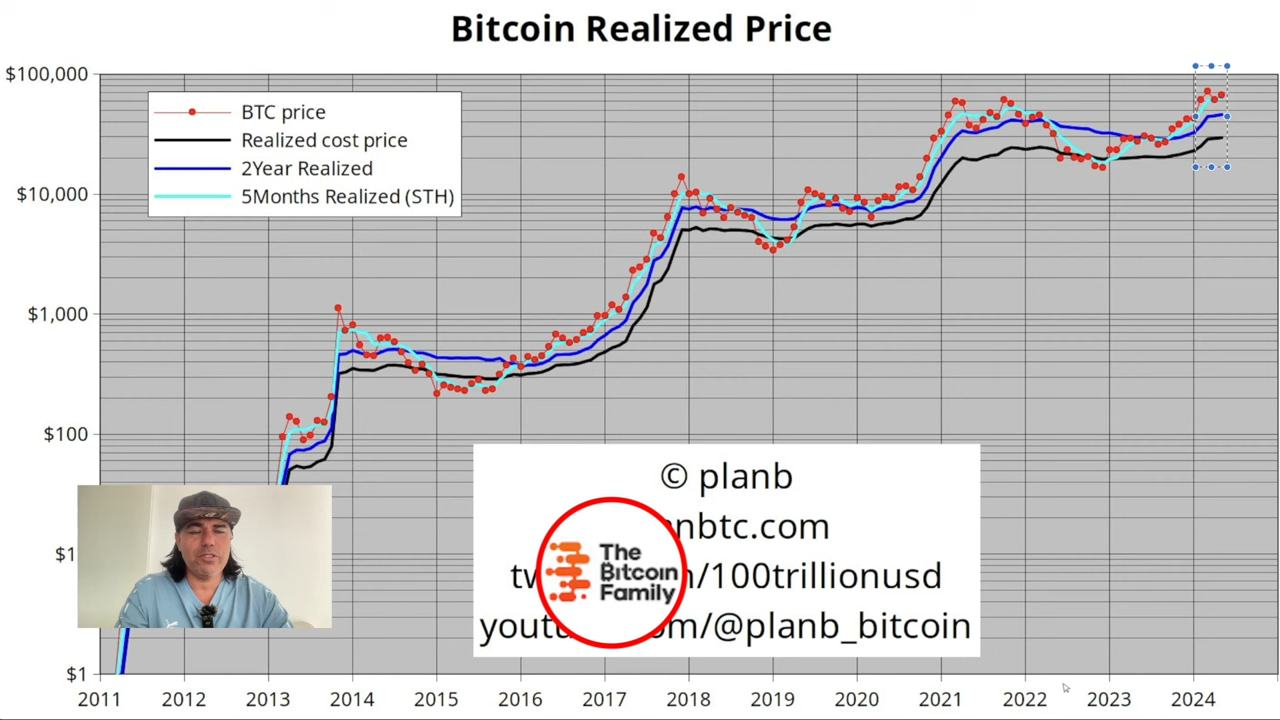 Bitcoin Realized Price
$100,000
$10,000
$1,000
$100
$1
$1
BTC price
Realized cost price
2Year Realized
5Months Realized (STH)
© planb
nbtc.com
/100trillionusd
/@planb_bitcoin
The
Bitcoin
Family
2011 2012 2013 2014 2015 2016 2017 2018 2019 2020 2021 2022 2023 2024